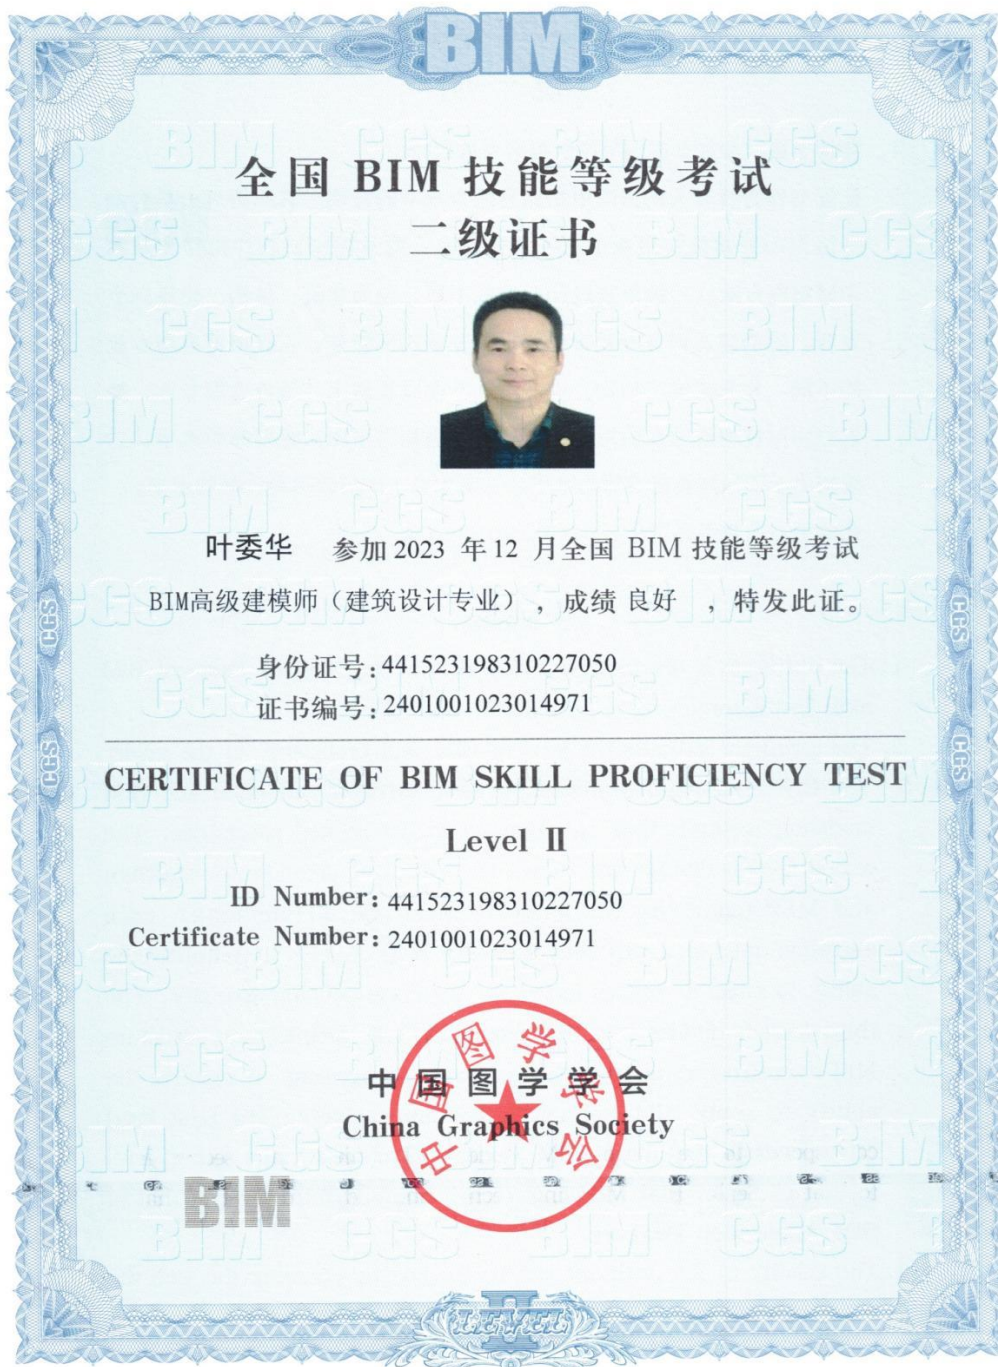 BIM
全国 BIM 技能等级考试
二级证书
叶委华 参加 2023 年 12 月全国 BIM 技能等级考试
BIM高级建模师（建筑设计专业），成绩 良好 ，特发此证。
身份证号:441523198310227050
证书编号:2401001023014971
CERTIFICATE OF BIM SKILL PROFICIENCY TEST
Level Ⅱ
ID Number: 441523198310227050
Certificate Number: 2401001023014971
中国图学学会
China Graphics Society
中国图学学会
BIM
CGS
CGS
CGS
CGS